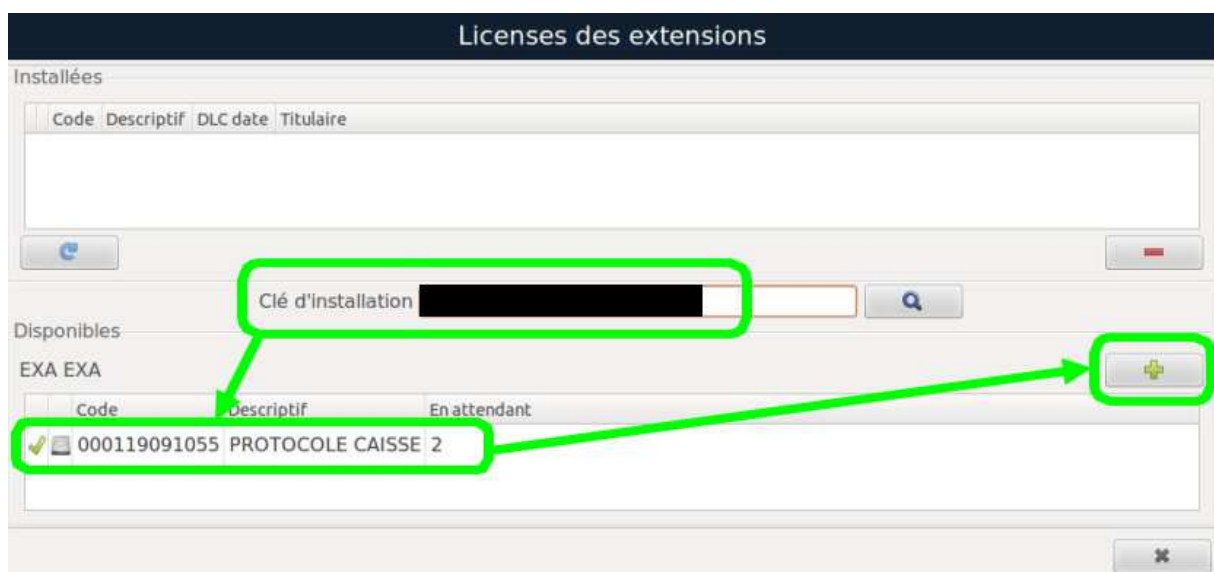 Licenses des extensions
Installées
Code Descriptif DLC date Titulaire
Clé d'installation
Disponibles
EXA EXA
Code Descriptif En attendant
000119091055 PROTOCOLE CAISSE 2